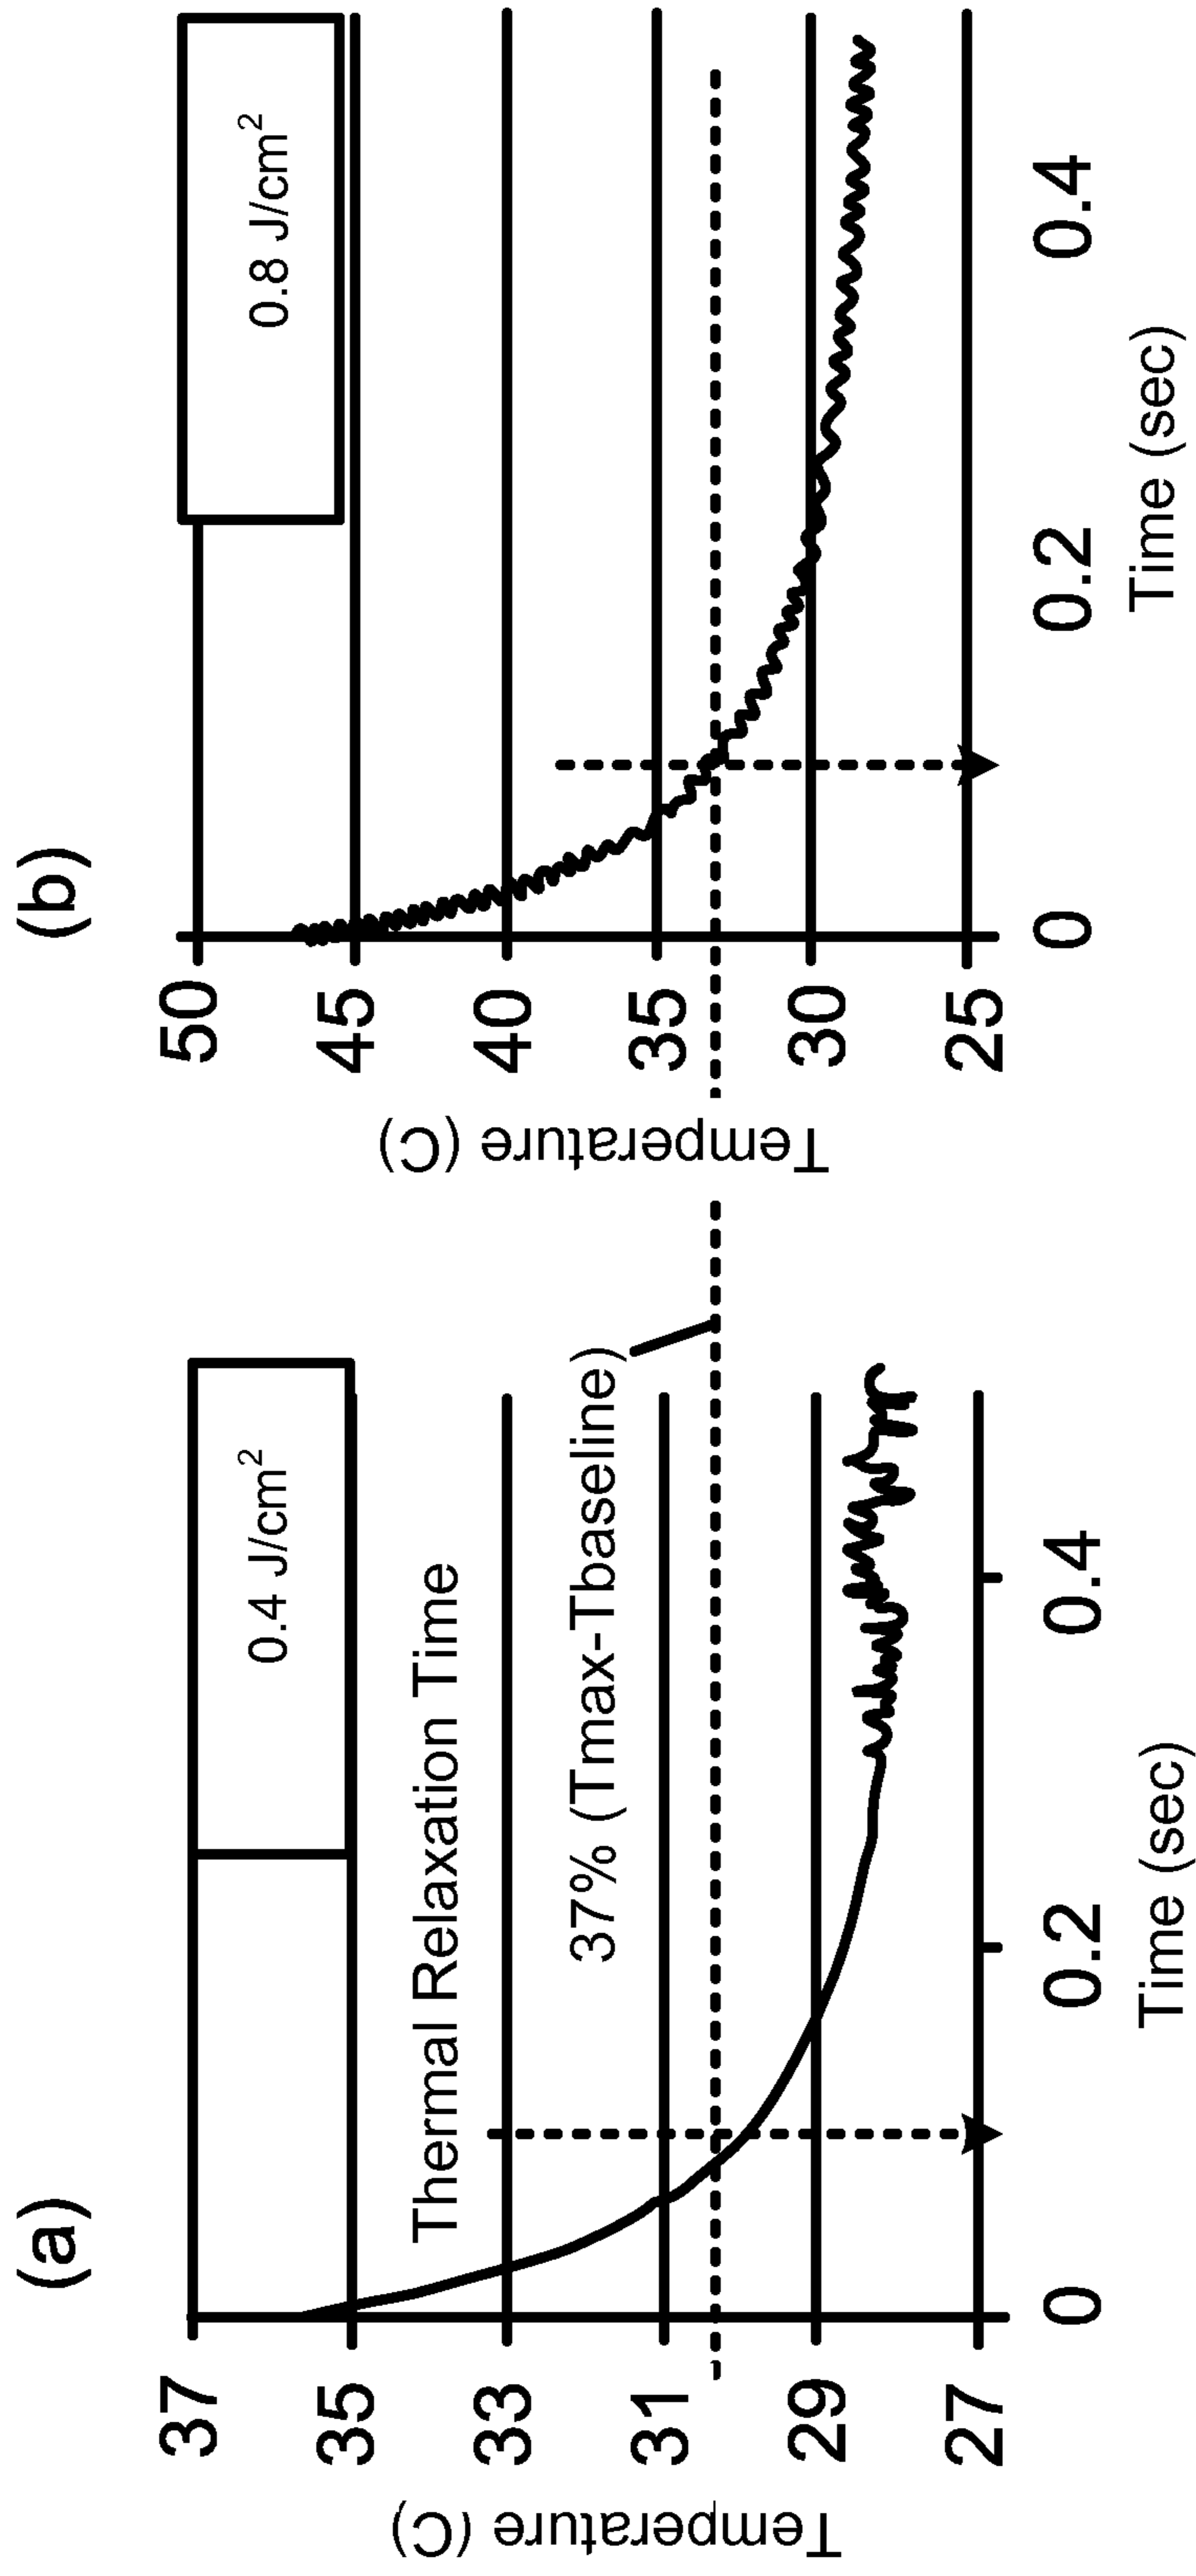 (a)
0.4 J/cm²
Thermal Relaxation Time
37% (Tmax-Tbaseline)
37
35
33
31
29
27
Temperature (C)
0
0.2
0.4
Time (sec)
(b)
0.8 J/cm²
50
45
40
35
30
25
Temperature (C)
0
0.2
0.4
Time (sec)